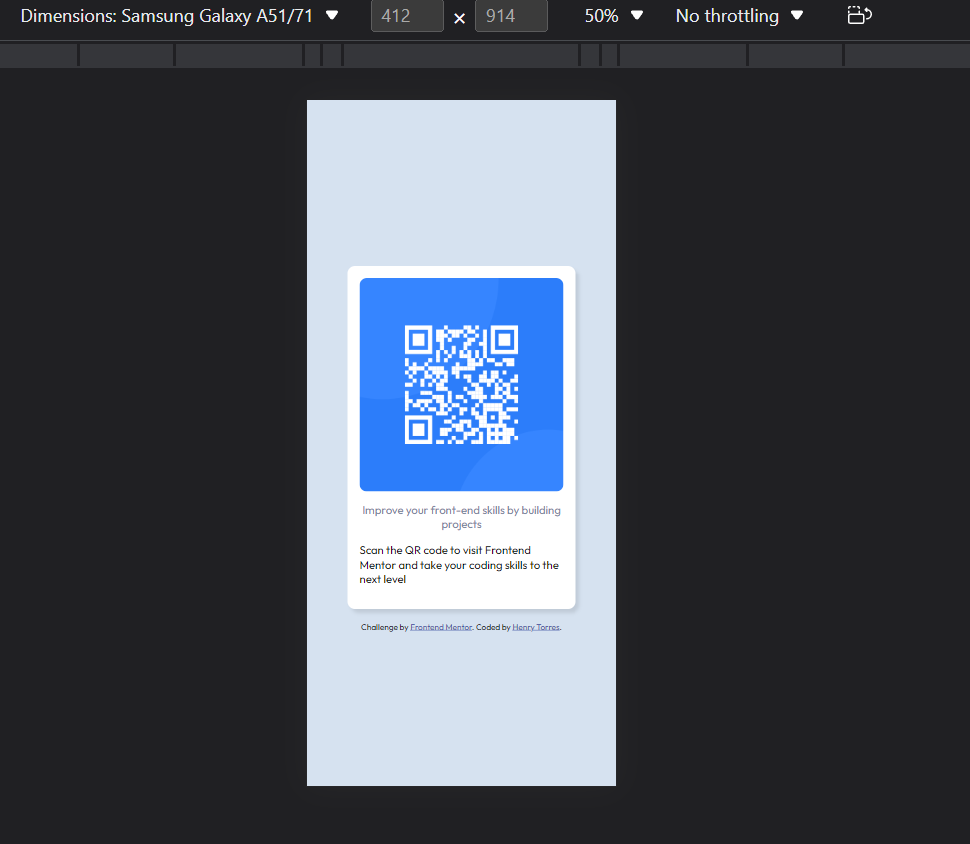 Dimensions: Samsung Galaxy A51/71 412 × 914 50% No throttling
Improve your front-end skills by building
projects
Scan the QR code to visit Frontend
Mentor and take your coding skills to the
next level
Challenge by Frontend Mentor. Coded by Henry Torres.